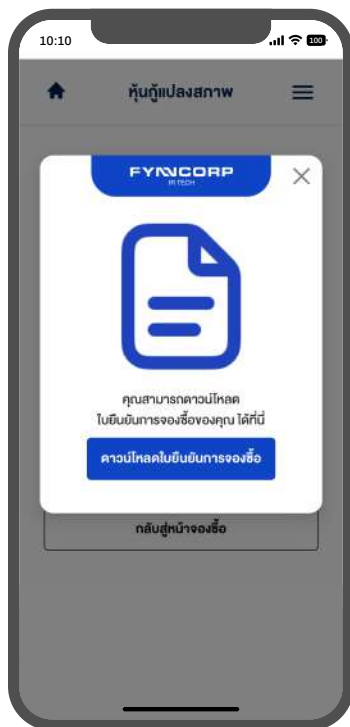 10:10
100
หุ้นกู้แปลงสภาพ
FYNNCORP
IR TECH
คุณสามารถดาวน์โหลด
ใบยืนยันการจองซื้อของคุณ ได้ที่นี่
ดาวน์โหลดใบยืนยันการจองซื้อ
กลับสู่หน้าจองซื้อ